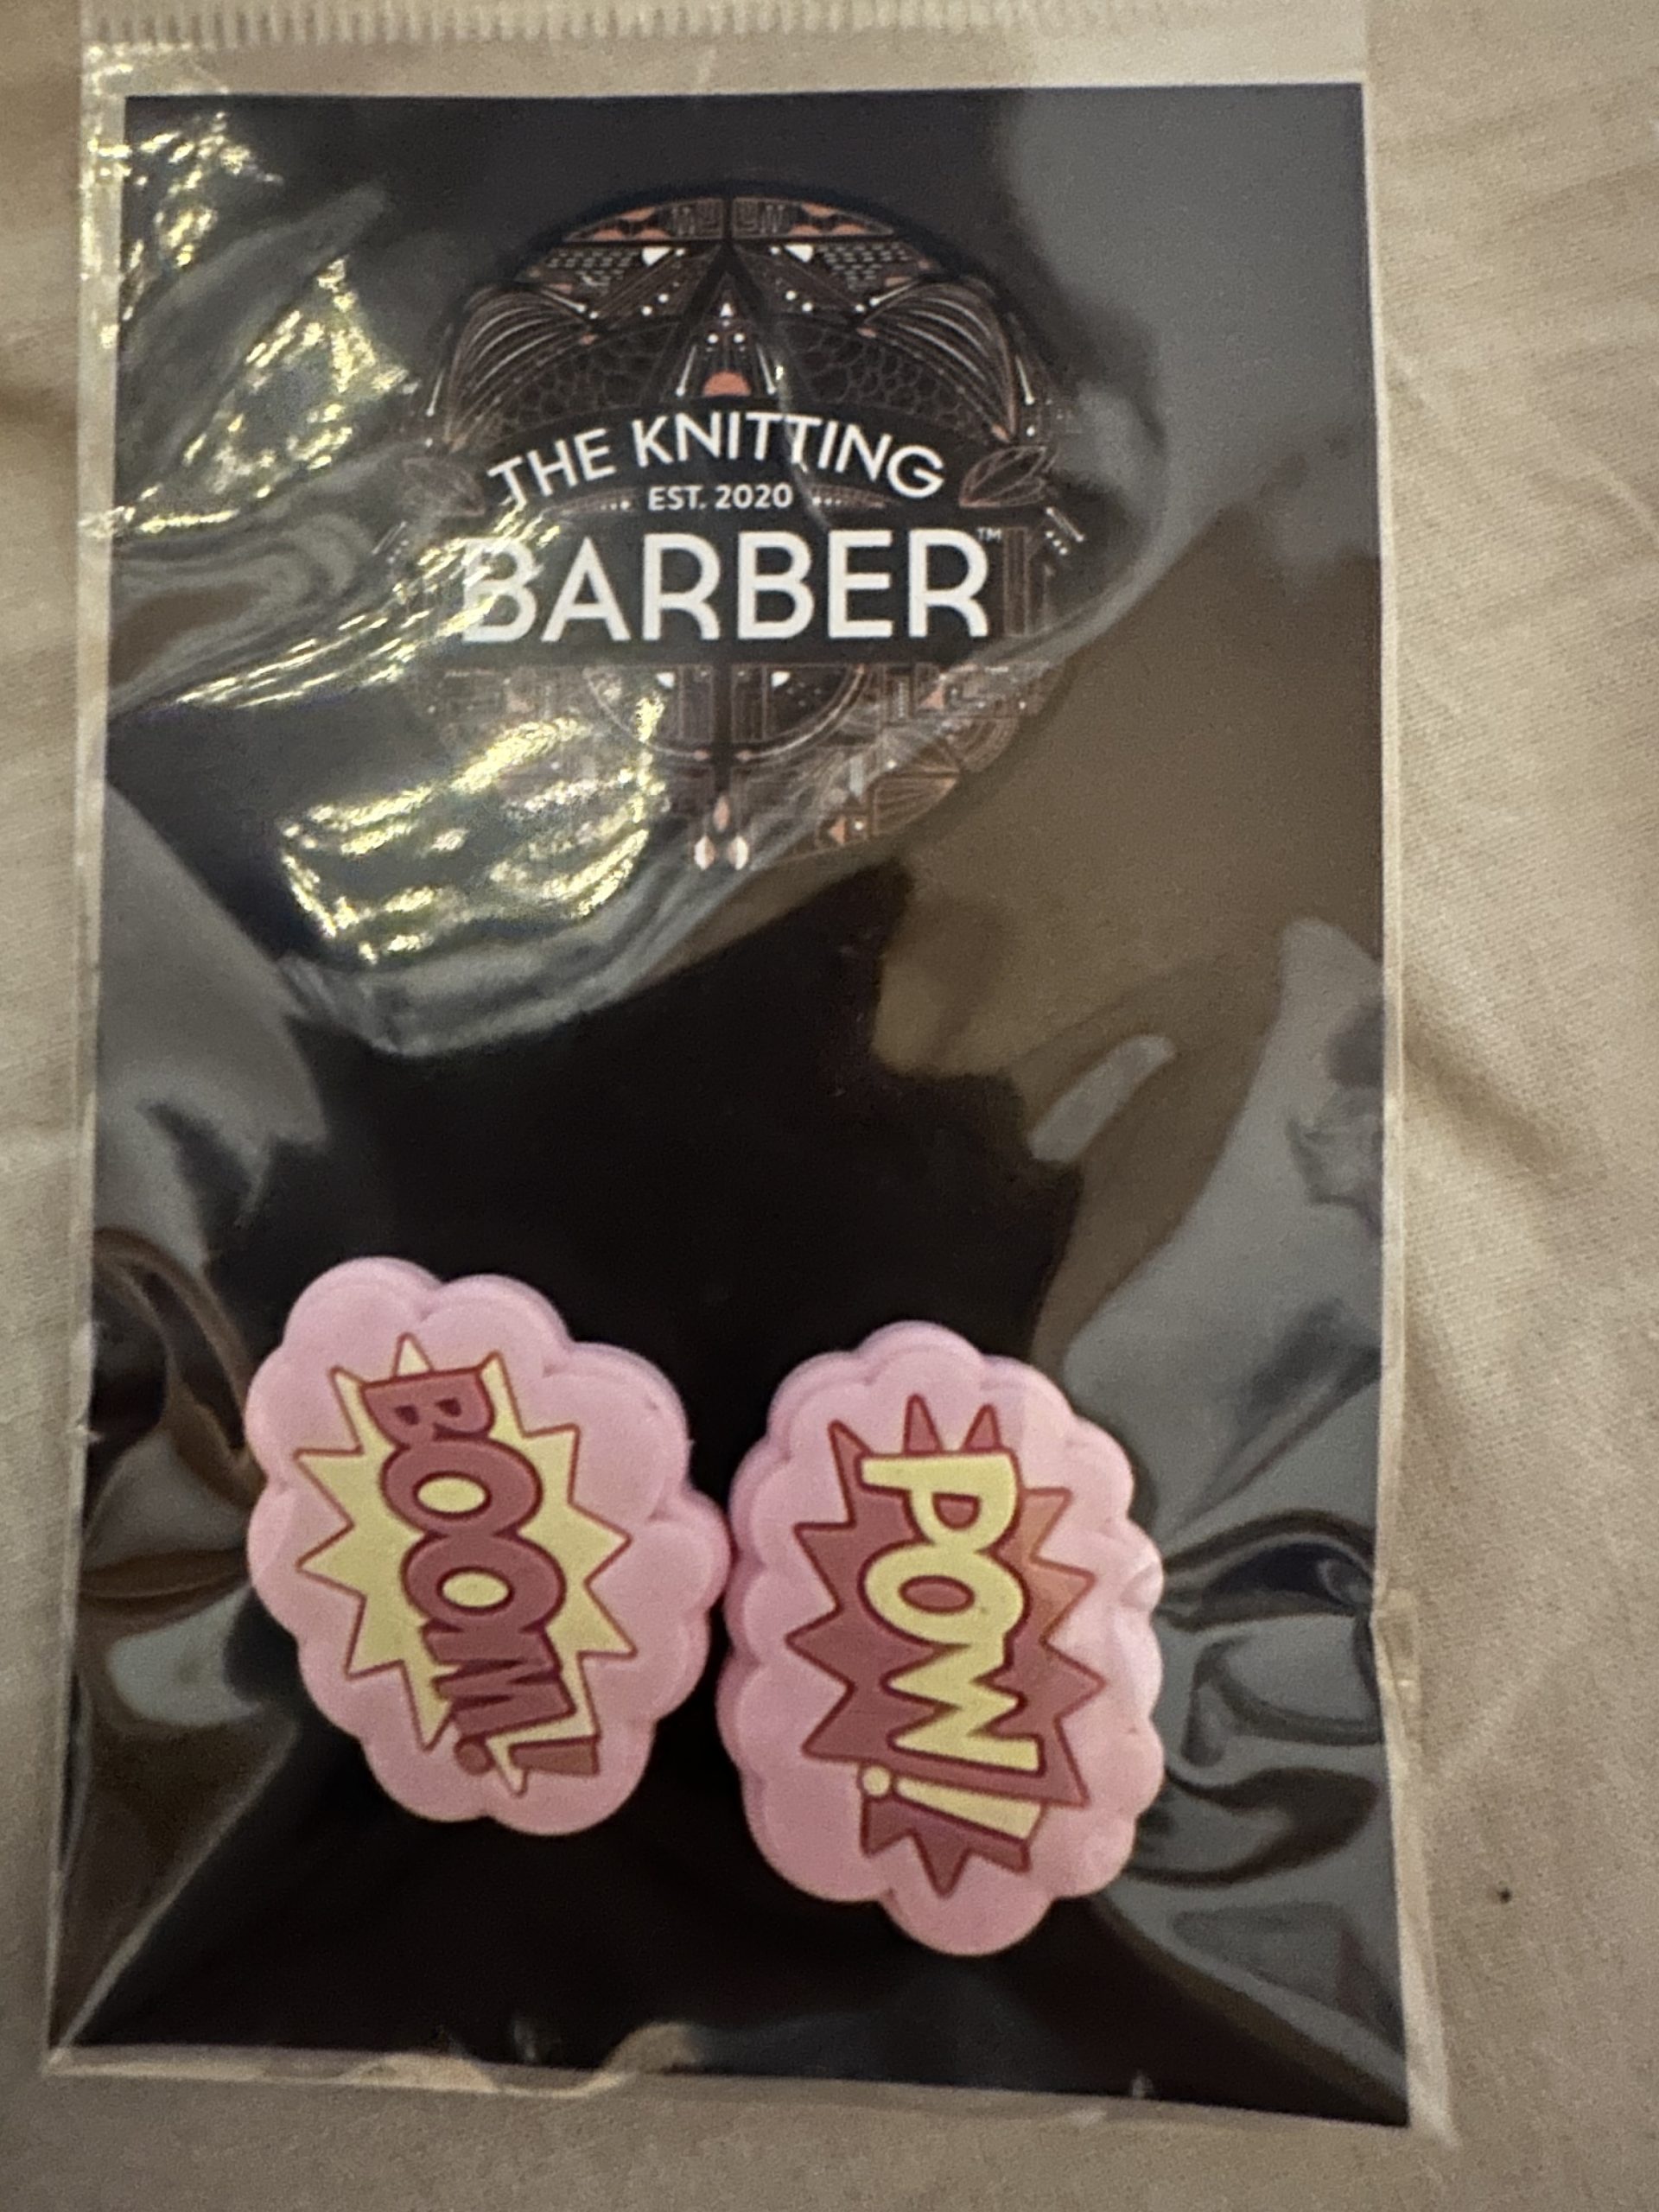 THE KNITTING
EST. 2020
BARBER™
BOOM!
POW!